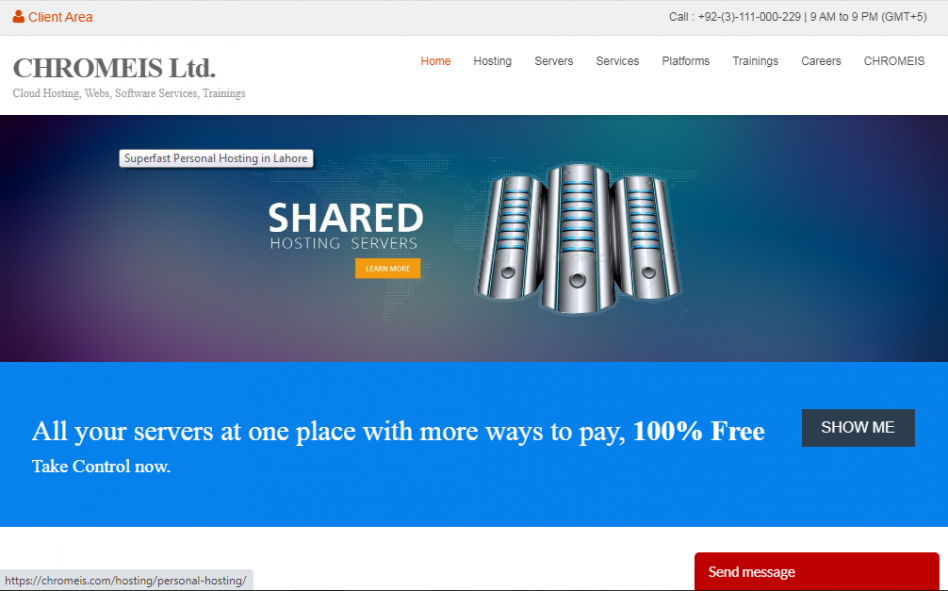 Client Area
Call : +92-(3)-111-000-229 | 9 AM to 9 PM (GMT+5)
CHROMEIS Ltd.
Cloud Hosting, Webs, Software Services, Trainings
Home Hosting Servers Services Platforms Trainings Careers CHROMEIS
Superfast Personal Hosting in Lahore
SHARED
HOSTING SERVERS
LEARN MORE
All your servers at one place with more ways to pay, 100% Free
SHOW ME
Take Control now.
Send message
https://chromeis.com/hosting/personal-hosting/